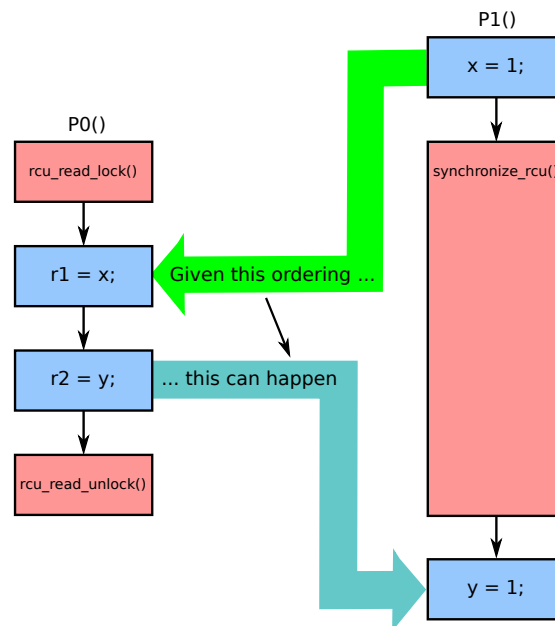 P1()
x = 1;
P0()
rcu_read_lock()
synchronize_rcu()
r1 = x;
Given this ordering ...
r2 = y;
... this can happen
rcu_read_unlock()
y = 1;